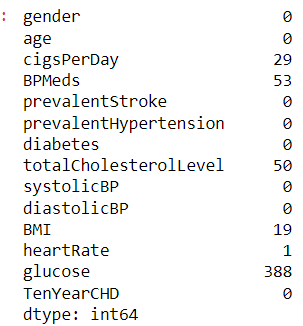 : gender 0
age 0
cigsPerDay 29
BPMeds 53
prevalentStroke 0
prevalentHypertension 0
diabetes 0
totalCholesterolLevel 50
systolicBP 0
diastolicBP 0
BMI 19
heartRate 1
glucose 388
TenYearCHD 0
dtype: int64